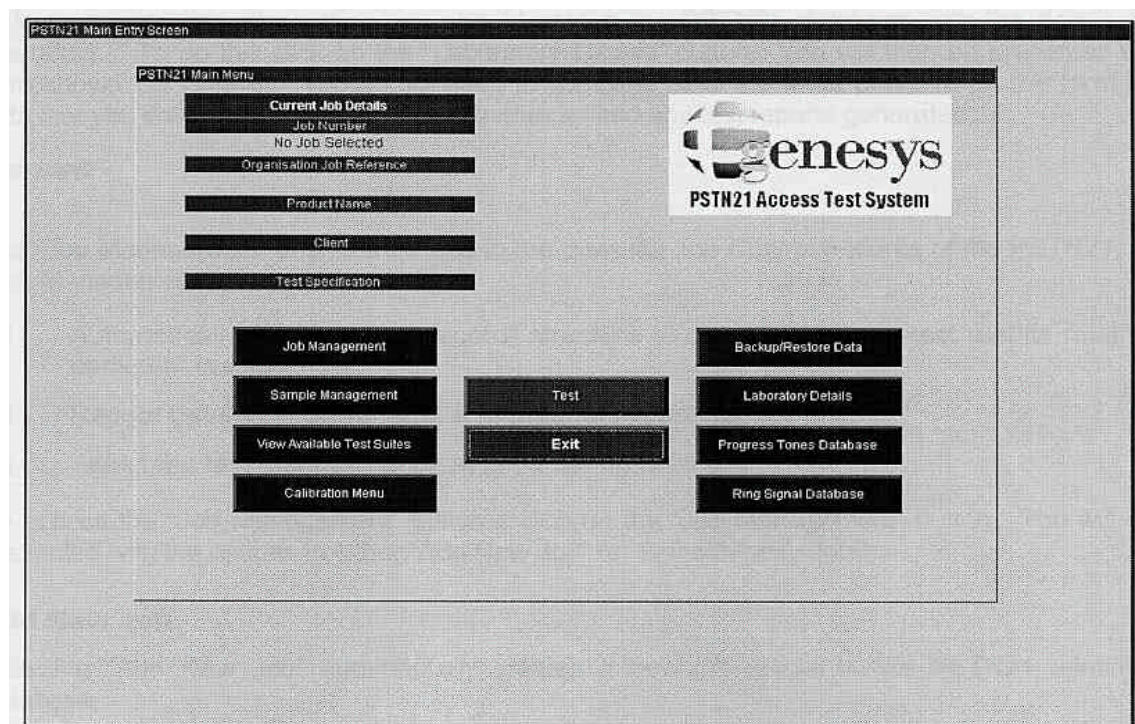 PSTN21 Main Entry Screen
PSTN21 Main Menu
Current Job Details
Job Number
No Job Selected
Organisation Job Reference
Product Name
Client
Test Specification
genesys
PSTN21 Access Test System
Job Management
Sample Management
View Available Test Suites
Calibration Menu
Test
Exit
Backup/Restore Data
Laboratory Details
Progress Tones Database
Ring Signal Database